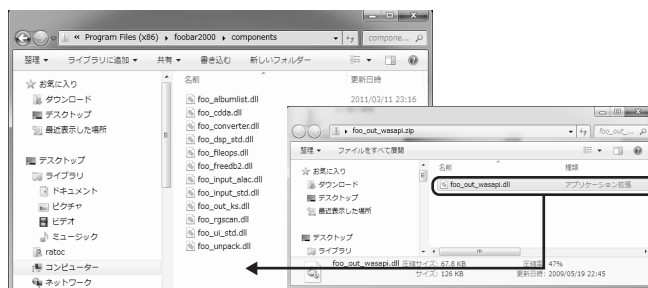 « Program Files (x86) ▸ foobar2000 ▸ components
compone...
整理 ▼ ライブラリに追加 ▼ 共有 ▼ 書き込む 新しいフォルダー
お気に入り
ダウンロード
デスクトップ
最近表示した場所
デスクトップ
ライブラリ
ドキュメント
ピクチャ
ビデオ
ミュージック
ratoc
コンピューター
ネットワーク
名前 更新日時
foo_albumlist.dll 2011/03/11 23:16
foo_cdda.dll
foo_converter.dll
foo_dsp_std.dll
foo_fileops.dll
foo_freedb2.dll
foo_input_alac.dll
foo_input_std.dll
foo_out_ks.dll
foo_rgscan.dll
foo_ui_std.dll
foo_unpack.dll
▸ foo_out_wasapi.zip
foo_out_...
整理 ▼ ファイルをすべて展開
お気に入り
ダウンロード
デスクトップ
最近表示した場所
デスクトップ
ライブラリ
名前 種類
foo_out_wasapi.dll アプリケーション拡張
foo_out_wasapi.dll 圧縮サイズ: 67.8 KB 圧縮率: 47%
サイズ: 126 KB 更新日時: 2009/05/19 22:45